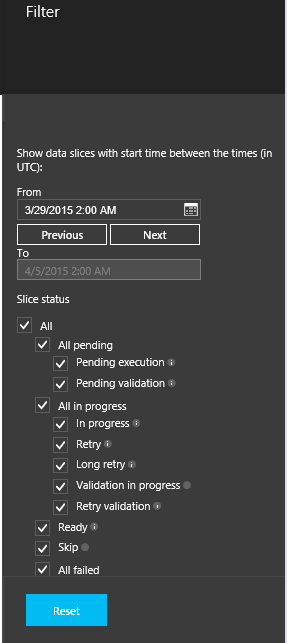 Filter
Show data slices with start time between the times (in
UTC):
From
3/29/2015 2:00 AM
Previous Next
To
4/5/2015 2:00 AM
Slice status
All
All pending
Pending execution
Pending validation
All in progress
In progress
Retry
Long retry
Validation in progress
Retry validation
Ready
Skip
All failed
Reset